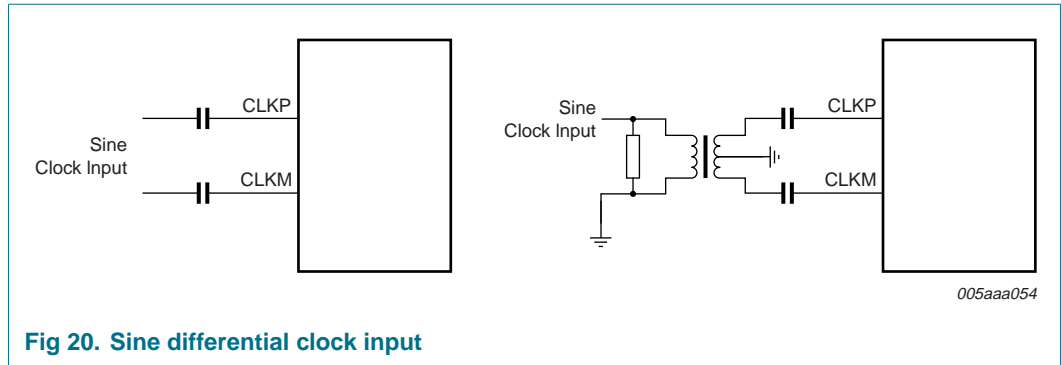 CLKP
Sine
Clock Input
CLKM
Sine
Clock Input
CLKP
CLKM
005aaa054
Fig 20. Sine differential clock input